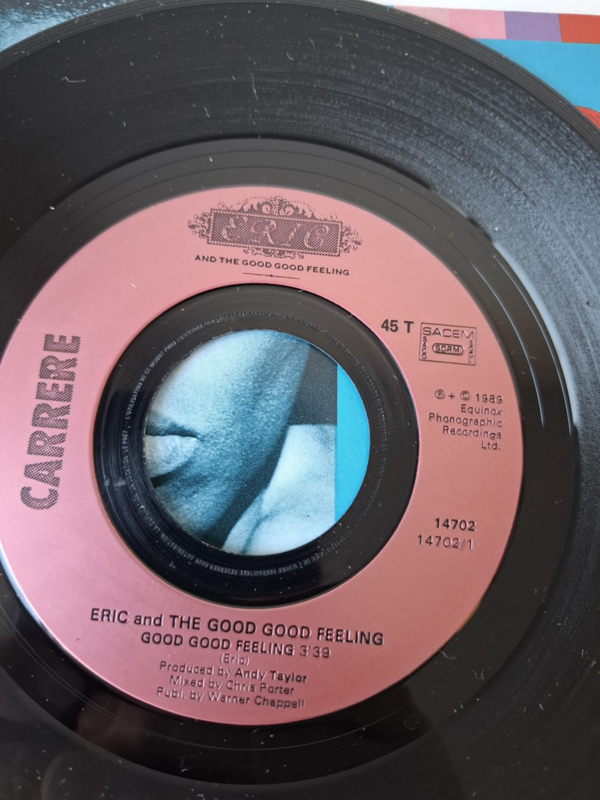 ERIC
AND THE GOOD GOOD FEELING
CARRERE
45 T
SACEM
SDRM
℗ + © 1989
Equinox
Phonographic
Recordings
Ltd.
14702
14702/1
ERIC and THE GOOD GOOD FEELING
GOOD GOOD FEELING 3'39
(Eric)
Produced by Andy Taylor
Mixed by Chris Porter
Publ. by Warner Chappell